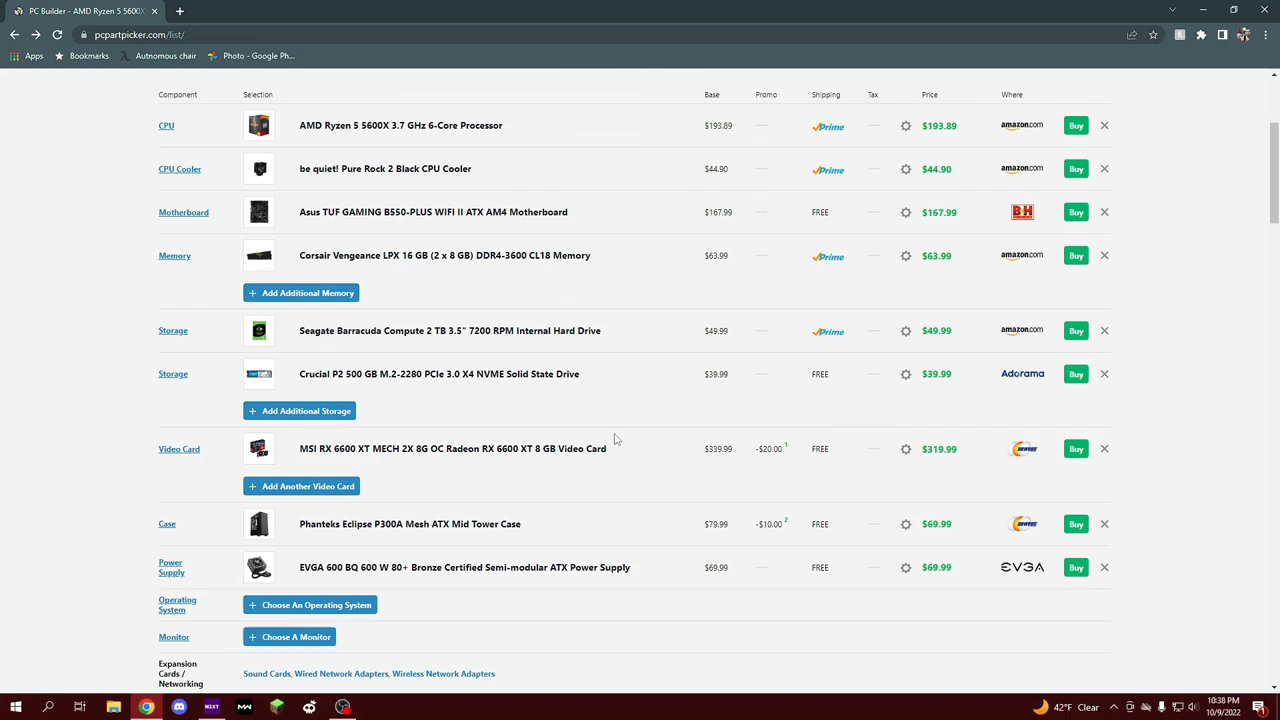 PC Builder AMD Ryzen 5 5600X
pcpartpicker.com/list/
Apps Bookmarks Autnomous chair Photo - Google Ph...
Component Selection Base Promo Shipping Tax Price Where
CPU AMD Ryzen 5 5600X 3.7 GHz 6-Core Processor $193.89 Prime $193.89 amazon.com Buy
CPU Cooler be quiet! Pure Rock 2 Black CPU Cooler $44.90 Prime $44.90 amazon.com Buy
Motherboard Asus TUF GAMING B550-PLUS WIFI II ATX AM4 Motherboard $167.99 FREE $167.99 BH Buy
Memory Corsair Vengeance LPX 16 GB (2 x 8 GB) DDR4-3600 CL18 Memory $63.99 Prime $63.99 amazon.com Buy
+ Add Additional Memory
Storage Seagate Barracuda Compute 2 TB 3.5" 7200 RPM Internal Hard Drive $49.99 Prime $49.99 amazon.com Buy
Storage Crucial P2 500 GB M.2-2280 PCIe 3.0 X4 NVME Solid State Drive $39.99 FREE $39.99 Adorama Buy
+ Add Additional Storage
Video Card MSI RX 6600 XT MECH 2X 8G OC Radeon RX 6600 XT 8 GB Video Card $339.99 -$20.00 1 FREE $319.99 newegg Buy
+ Add Another Video Card
Case Phanteks Eclipse P300A Mesh ATX Mid Tower Case $79.99 -$10.00 2 FREE $69.99 newegg Buy
Power Supply EVGA 600 BQ 600 W 80+ Bronze Certified Semi-modular ATX Power Supply $69.99 FREE $69.99 EVGA Buy
Operating System + Choose An Operating System
Monitor + Choose A Monitor
Expansion Cards / Networking Sound Cards, Wired Network Adapters, Wireless Network Adapters
NZXT MW 42°F Clear 10:38 PM
10/9/2022